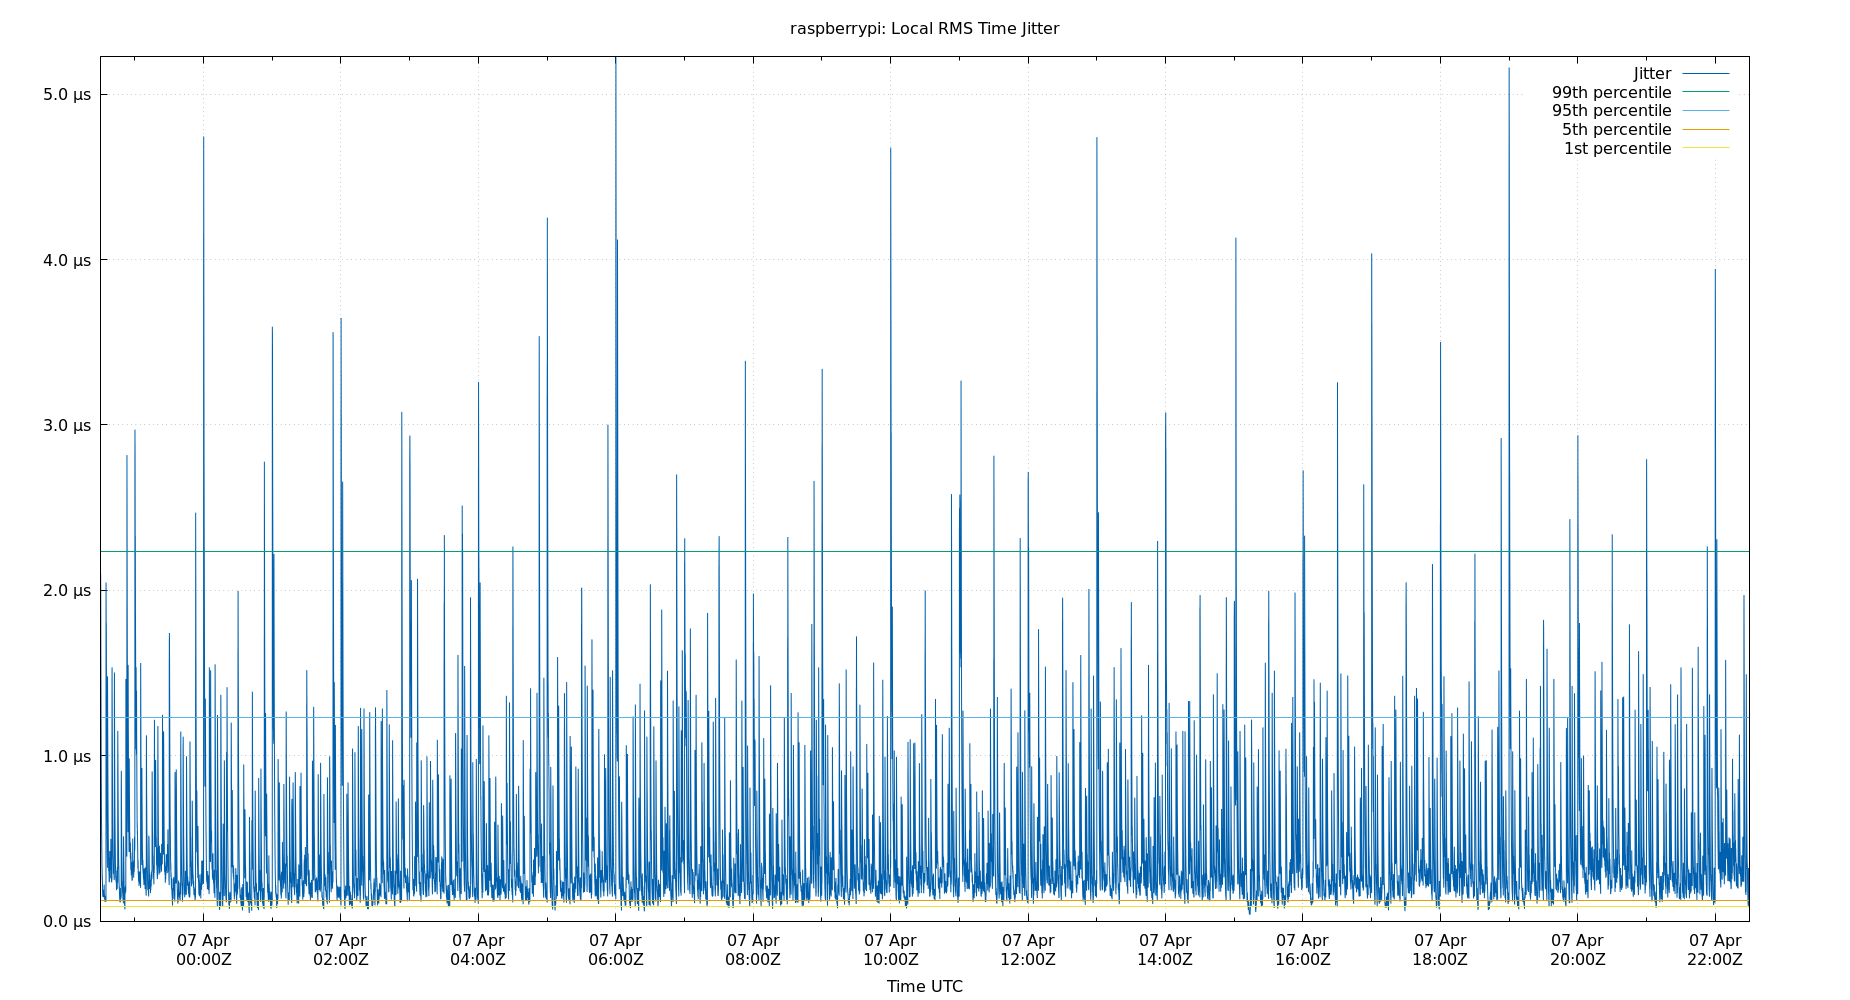 raspberrypi: Local RMS Time Jitter
5.0 µs
4.0 µs
3.0 µs
2.0 µs
1.0 µs
0.0 µs
Jitter
99th percentile
95th percentile
5th percentile
1st percentile
07 Apr 07 Apr 07 Apr 07 Apr 07 Apr 07 Apr 07 Apr 07 Apr 07 Apr 07 Apr 07 Apr 07 Apr
00:00Z 02:00Z 04:00Z 06:00Z 08:00Z 10:00Z 12:00Z 14:00Z 16:00Z 18:00Z 20:00Z 22:00Z
Time UTC